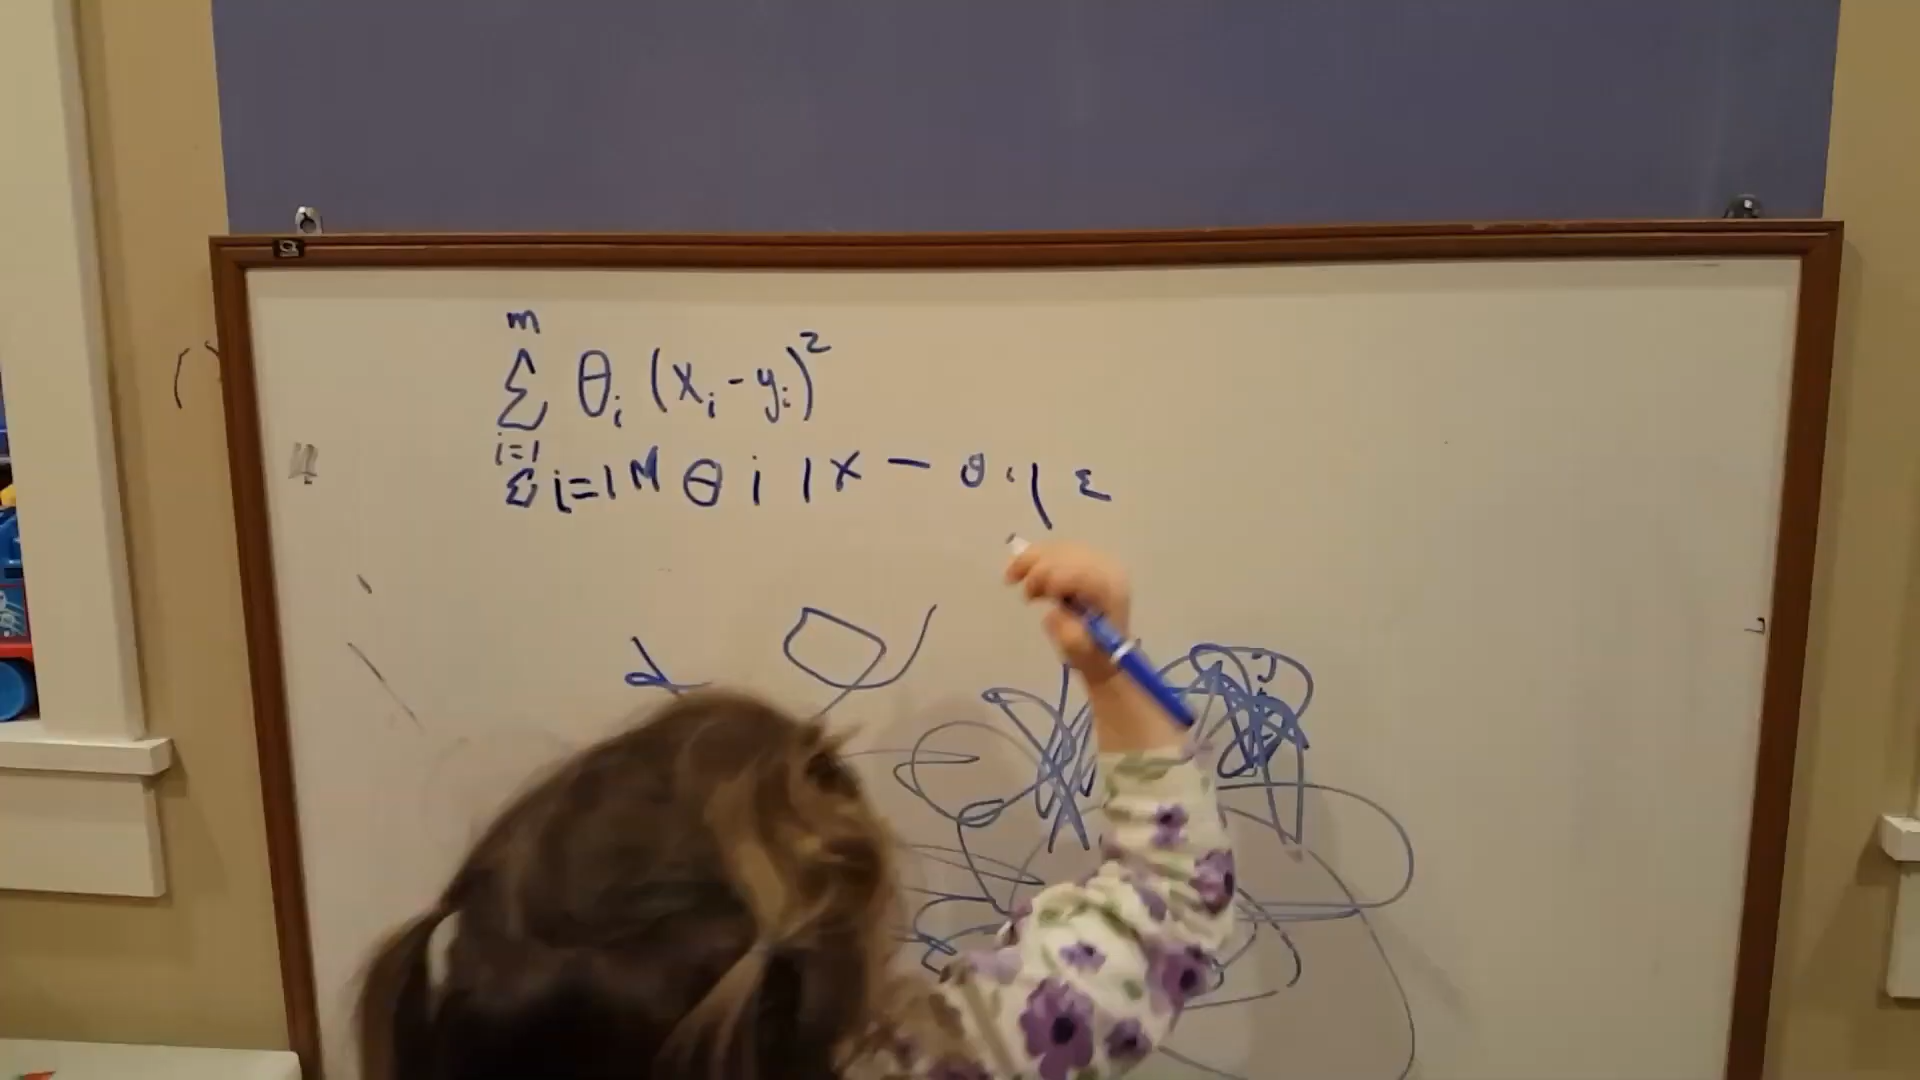 m
Σ θᵢ (xᵢ - yᵢ)²
i=1
Σ i=1 M θ i | x -